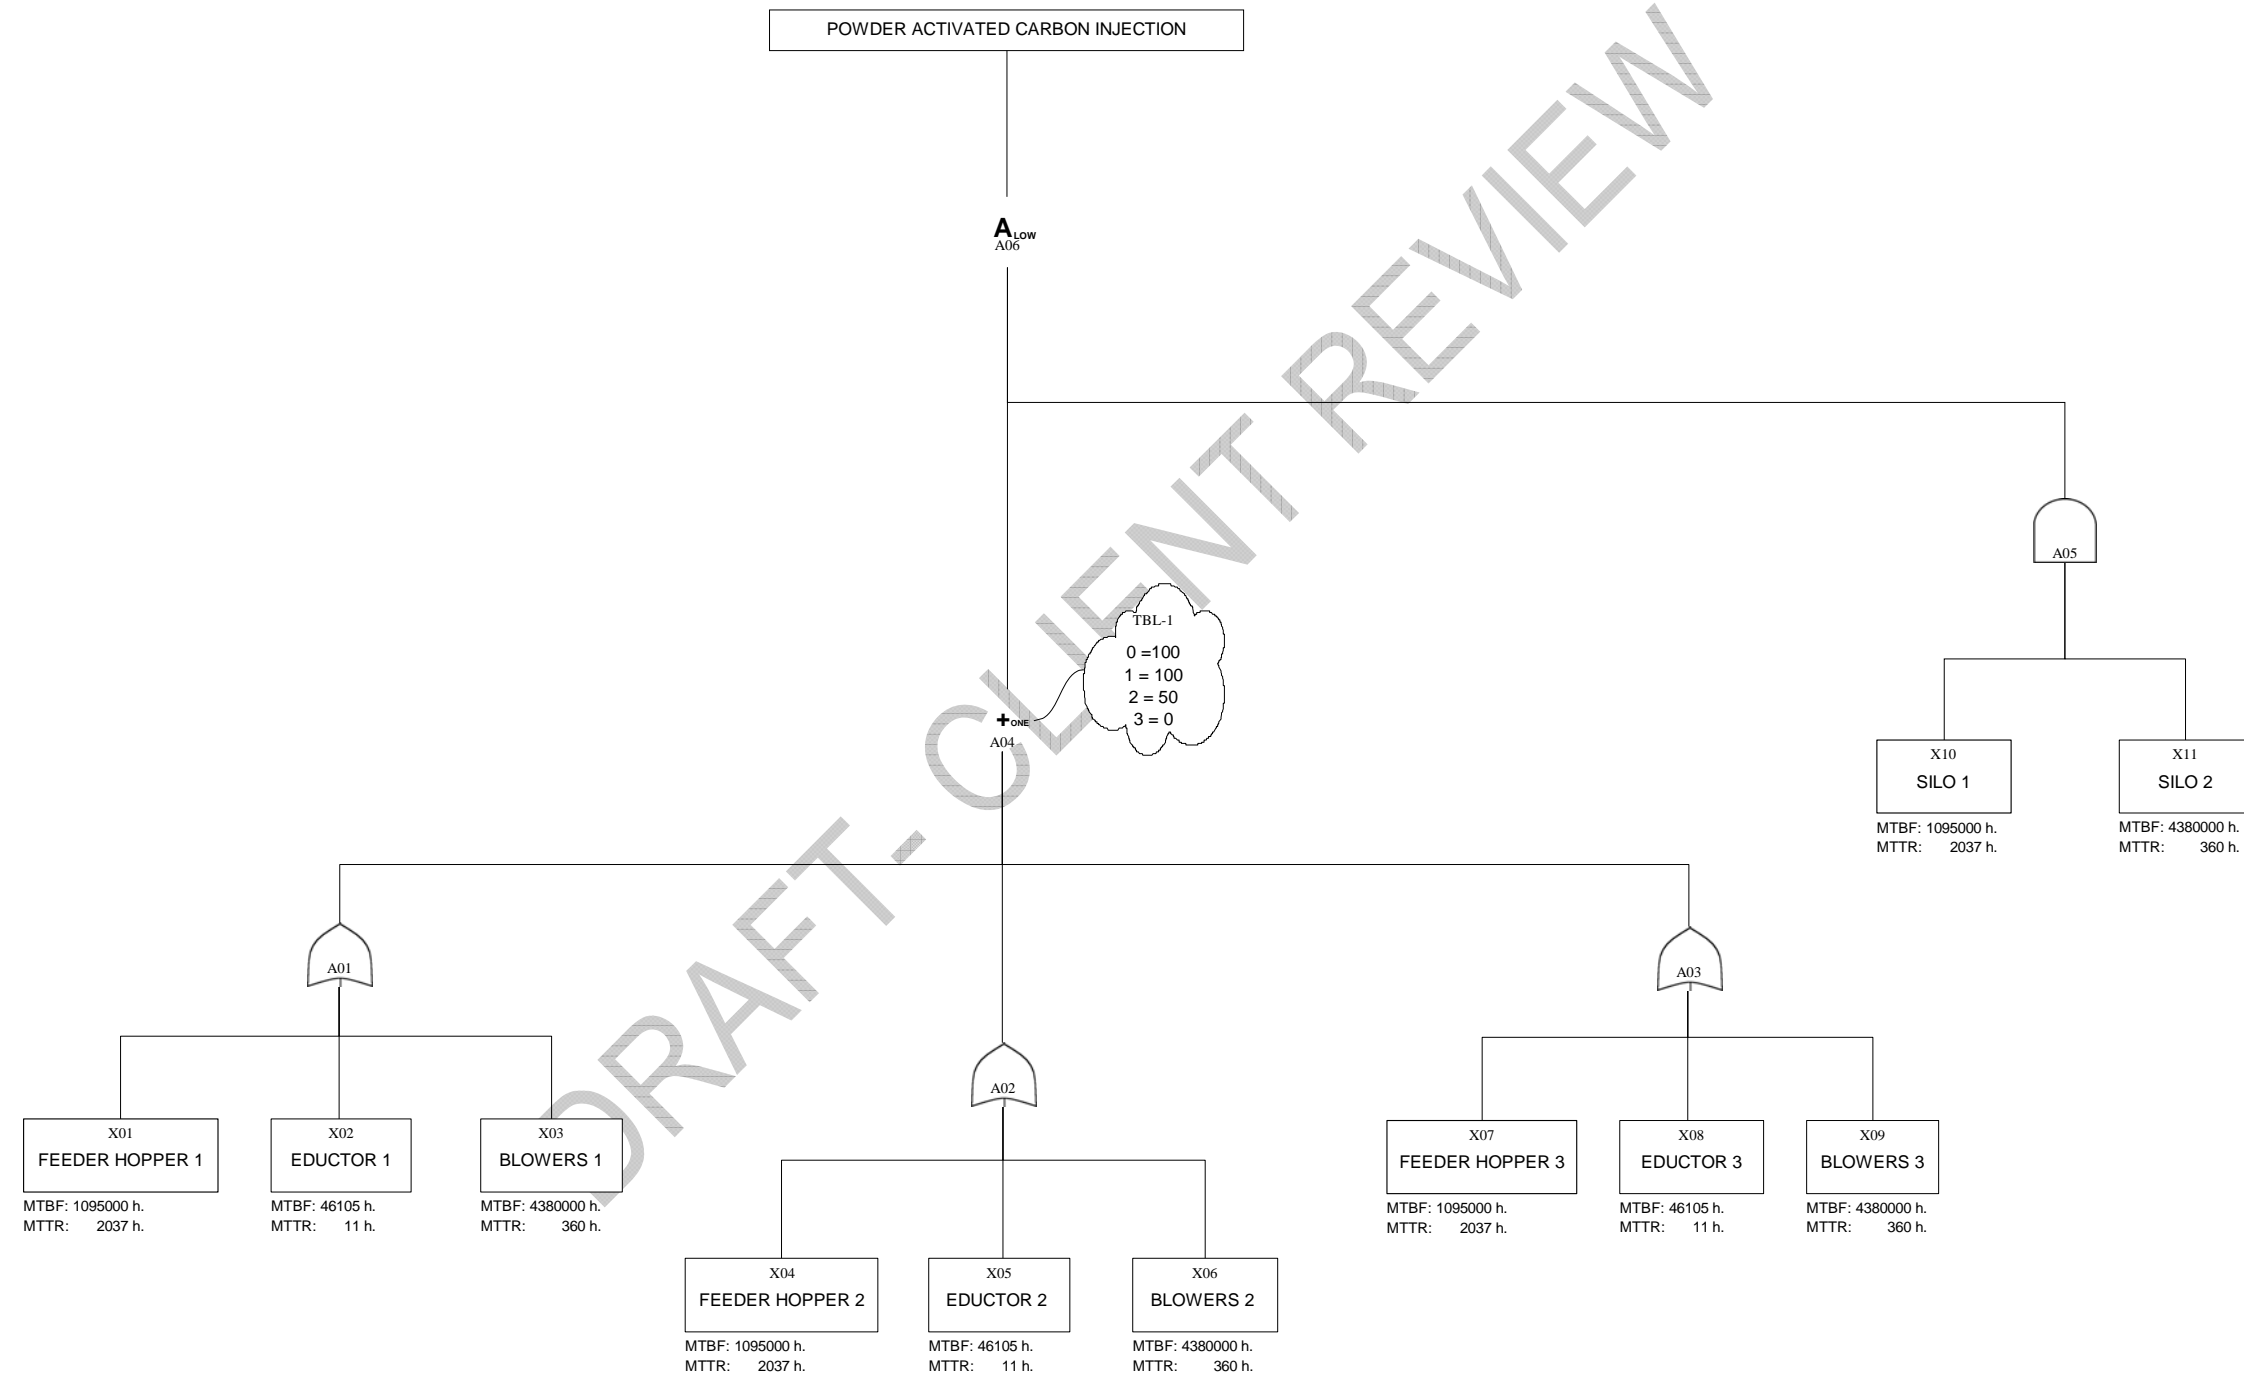 POWDER ACTIVATED CARBON INJECTION
A LOW
A06
A05
TBL-1
0 =100
1 = 100
2 = 50
3 = 0
+ ONE
A04
X10
SILO 1
MTBF: 1095000 h.
MTTR: 2037 h.
X11
SILO 2
MTBF: 4380000 h.
MTTR: 360 h.
A01
A03
A02
X01
FEEDER HOPPER 1
MTBF: 1095000 h.
MTTR: 2037 h.
X02
EDUCTOR 1
MTBF: 46105 h.
MTTR: 11 h.
X03
BLOWERS 1
MTBF: 4380000 h.
MTTR: 360 h.
X04
FEEDER HOPPER 2
MTBF: 1095000 h.
MTTR: 2037 h.
X05
EDUCTOR 2
MTBF: 46105 h.
MTTR: 11 h.
X06
BLOWERS 2
MTBF: 4380000 h.
MTTR: 360 h.
X07
FEEDER HOPPER 3
MTBF: 1095000 h.
MTTR: 2037 h.
X08
EDUCTOR 3
MTBF: 46105 h.
MTTR: 11 h.
X09
BLOWERS 3
MTBF: 4380000 h.
MTTR: 360 h.
DRAFT- CLIENT REVIEW